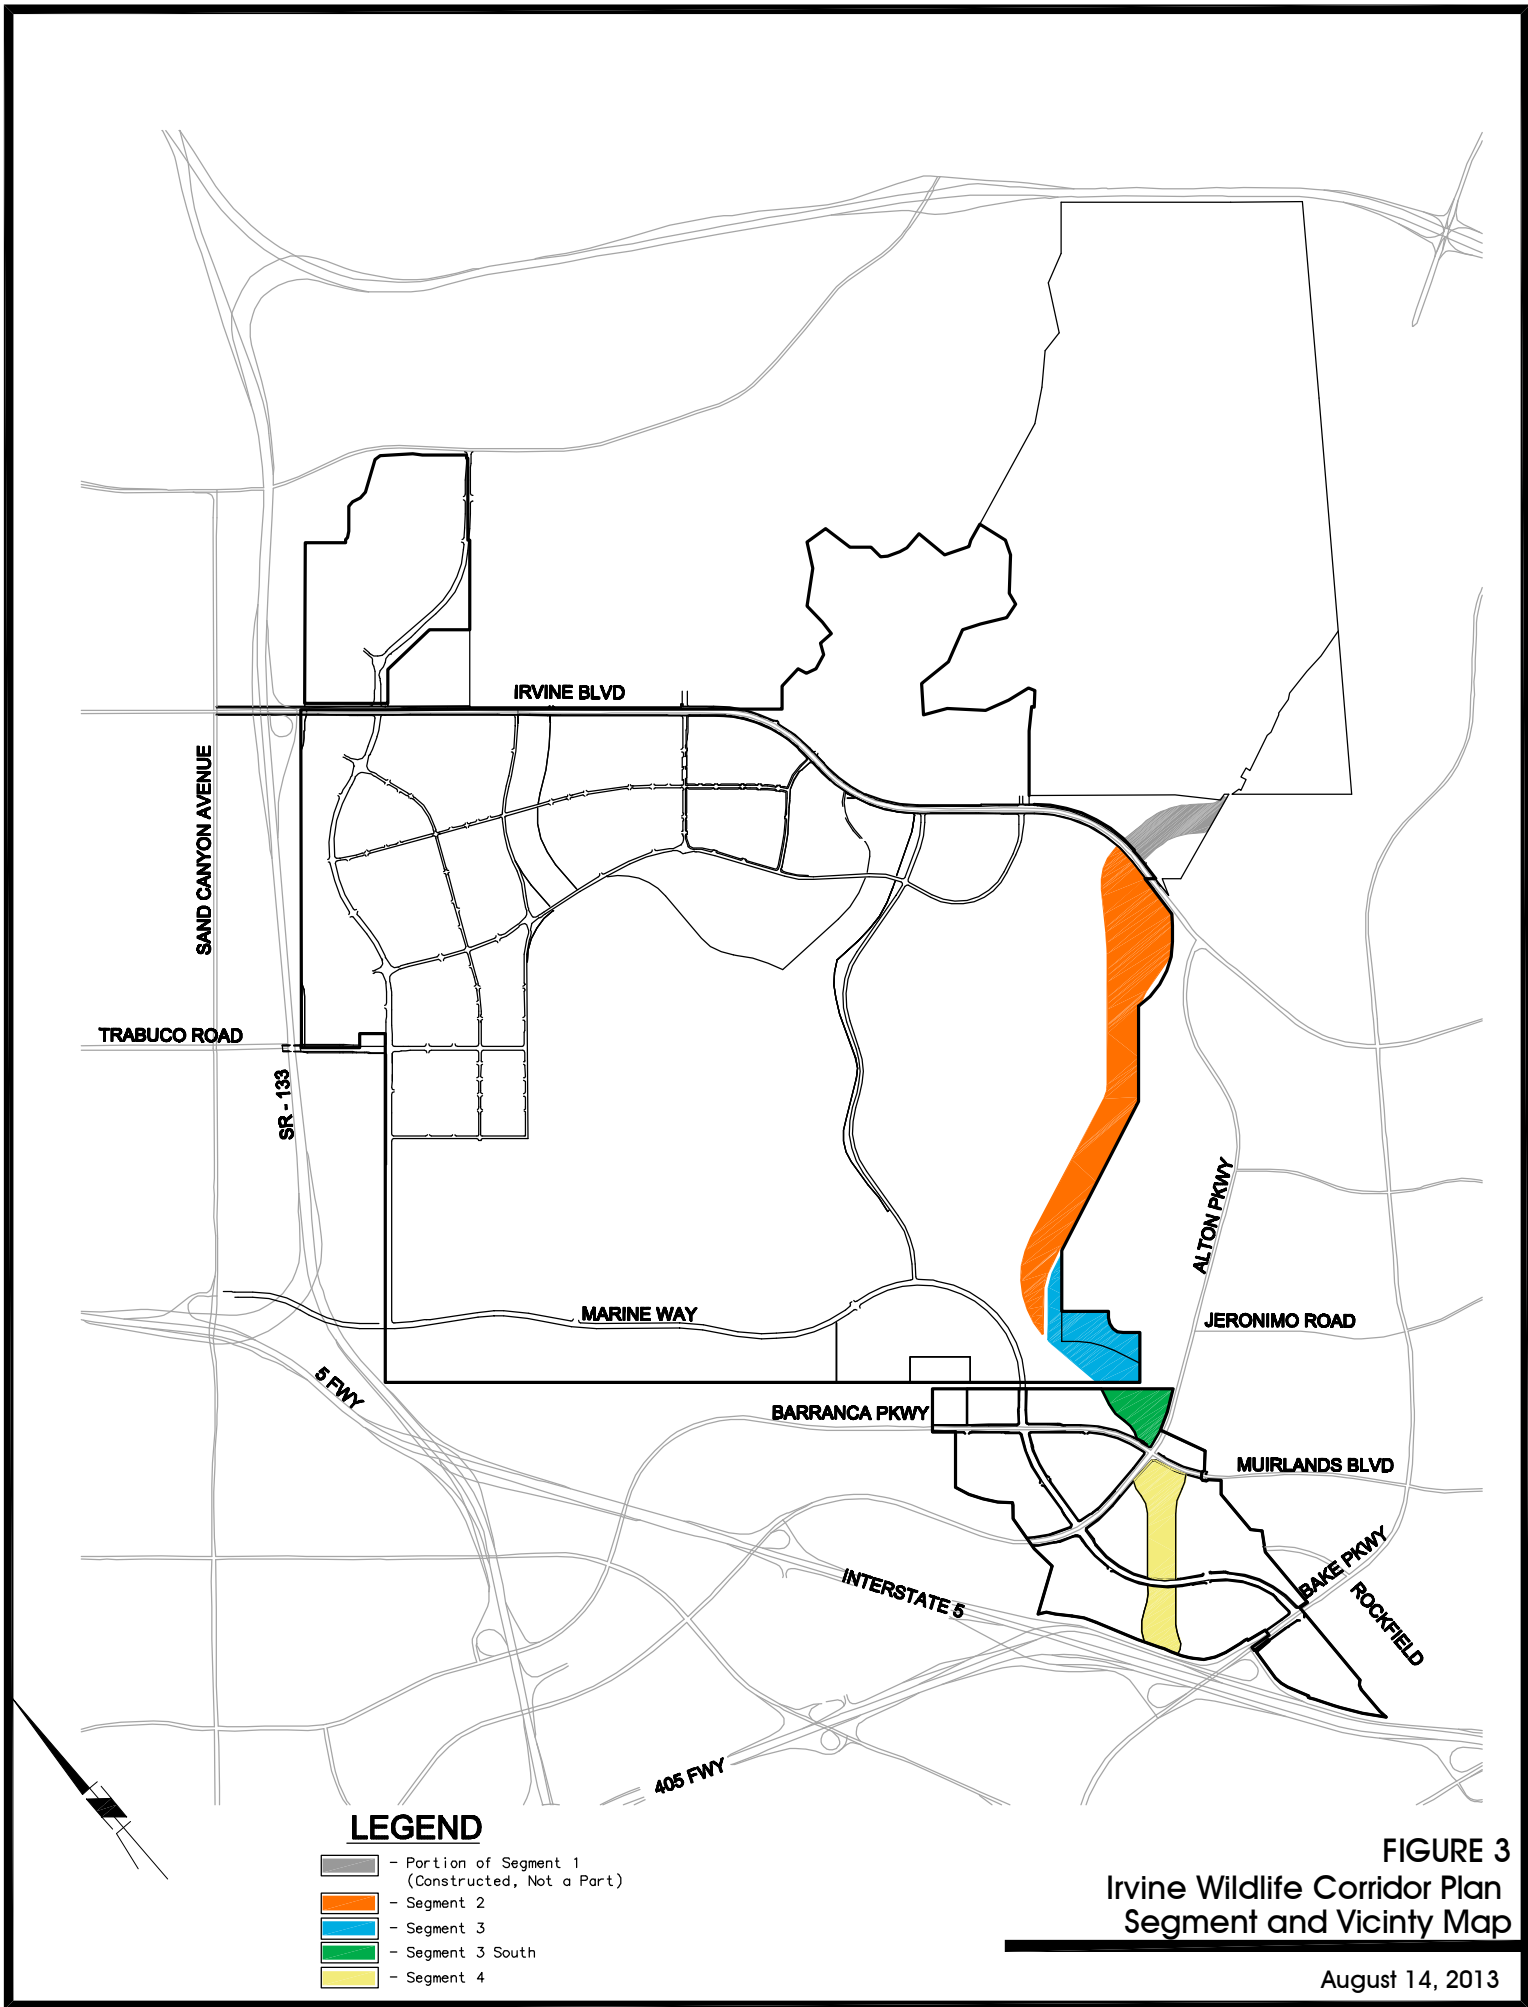 IRVINE BLVD
SAND CANYON AVENUE
TRABUCO ROAD
SR - 133
ALTON PKWY
MARINE WAY
JERONIMO ROAD
5 FWY
BARRANCA PKWY
MUIRLANDS BLVD
INTERSTATE 5
BAKE PKWY
ROCKFIELD
405 FWY
LEGEND
- Portion of Segment 1
(Constructed, Not a Part)
- Segment 2
- Segment 3
- Segment 3 South
- Segment 4
FIGURE 3
Irvine Wildlife Corridor Plan
Segment and Vicinty Map
August 14, 2013